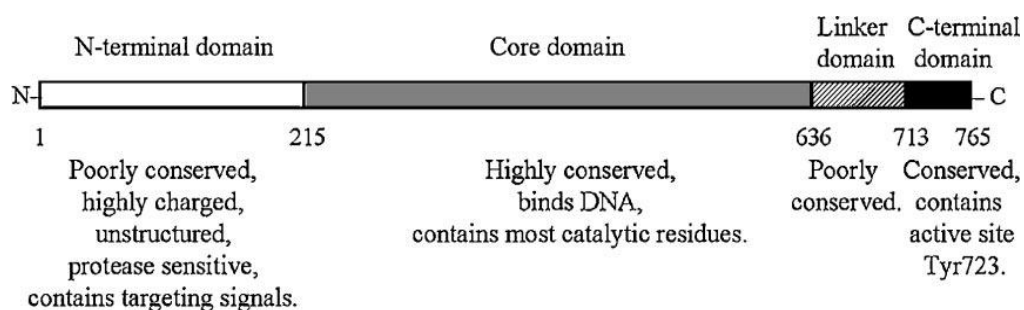 N-terminal domain
Core domain
Linker domain
C-terminal domain
N
C
1
215
636
713
765
Poorly conserved,
highly charged,
unstructured,
protease sensitive,
contains targeting signals.
Highly conserved,
binds DNA,
contains most catalytic residues.
Poorly
conserved.
Conserved,
contains
active site
Tyr723.